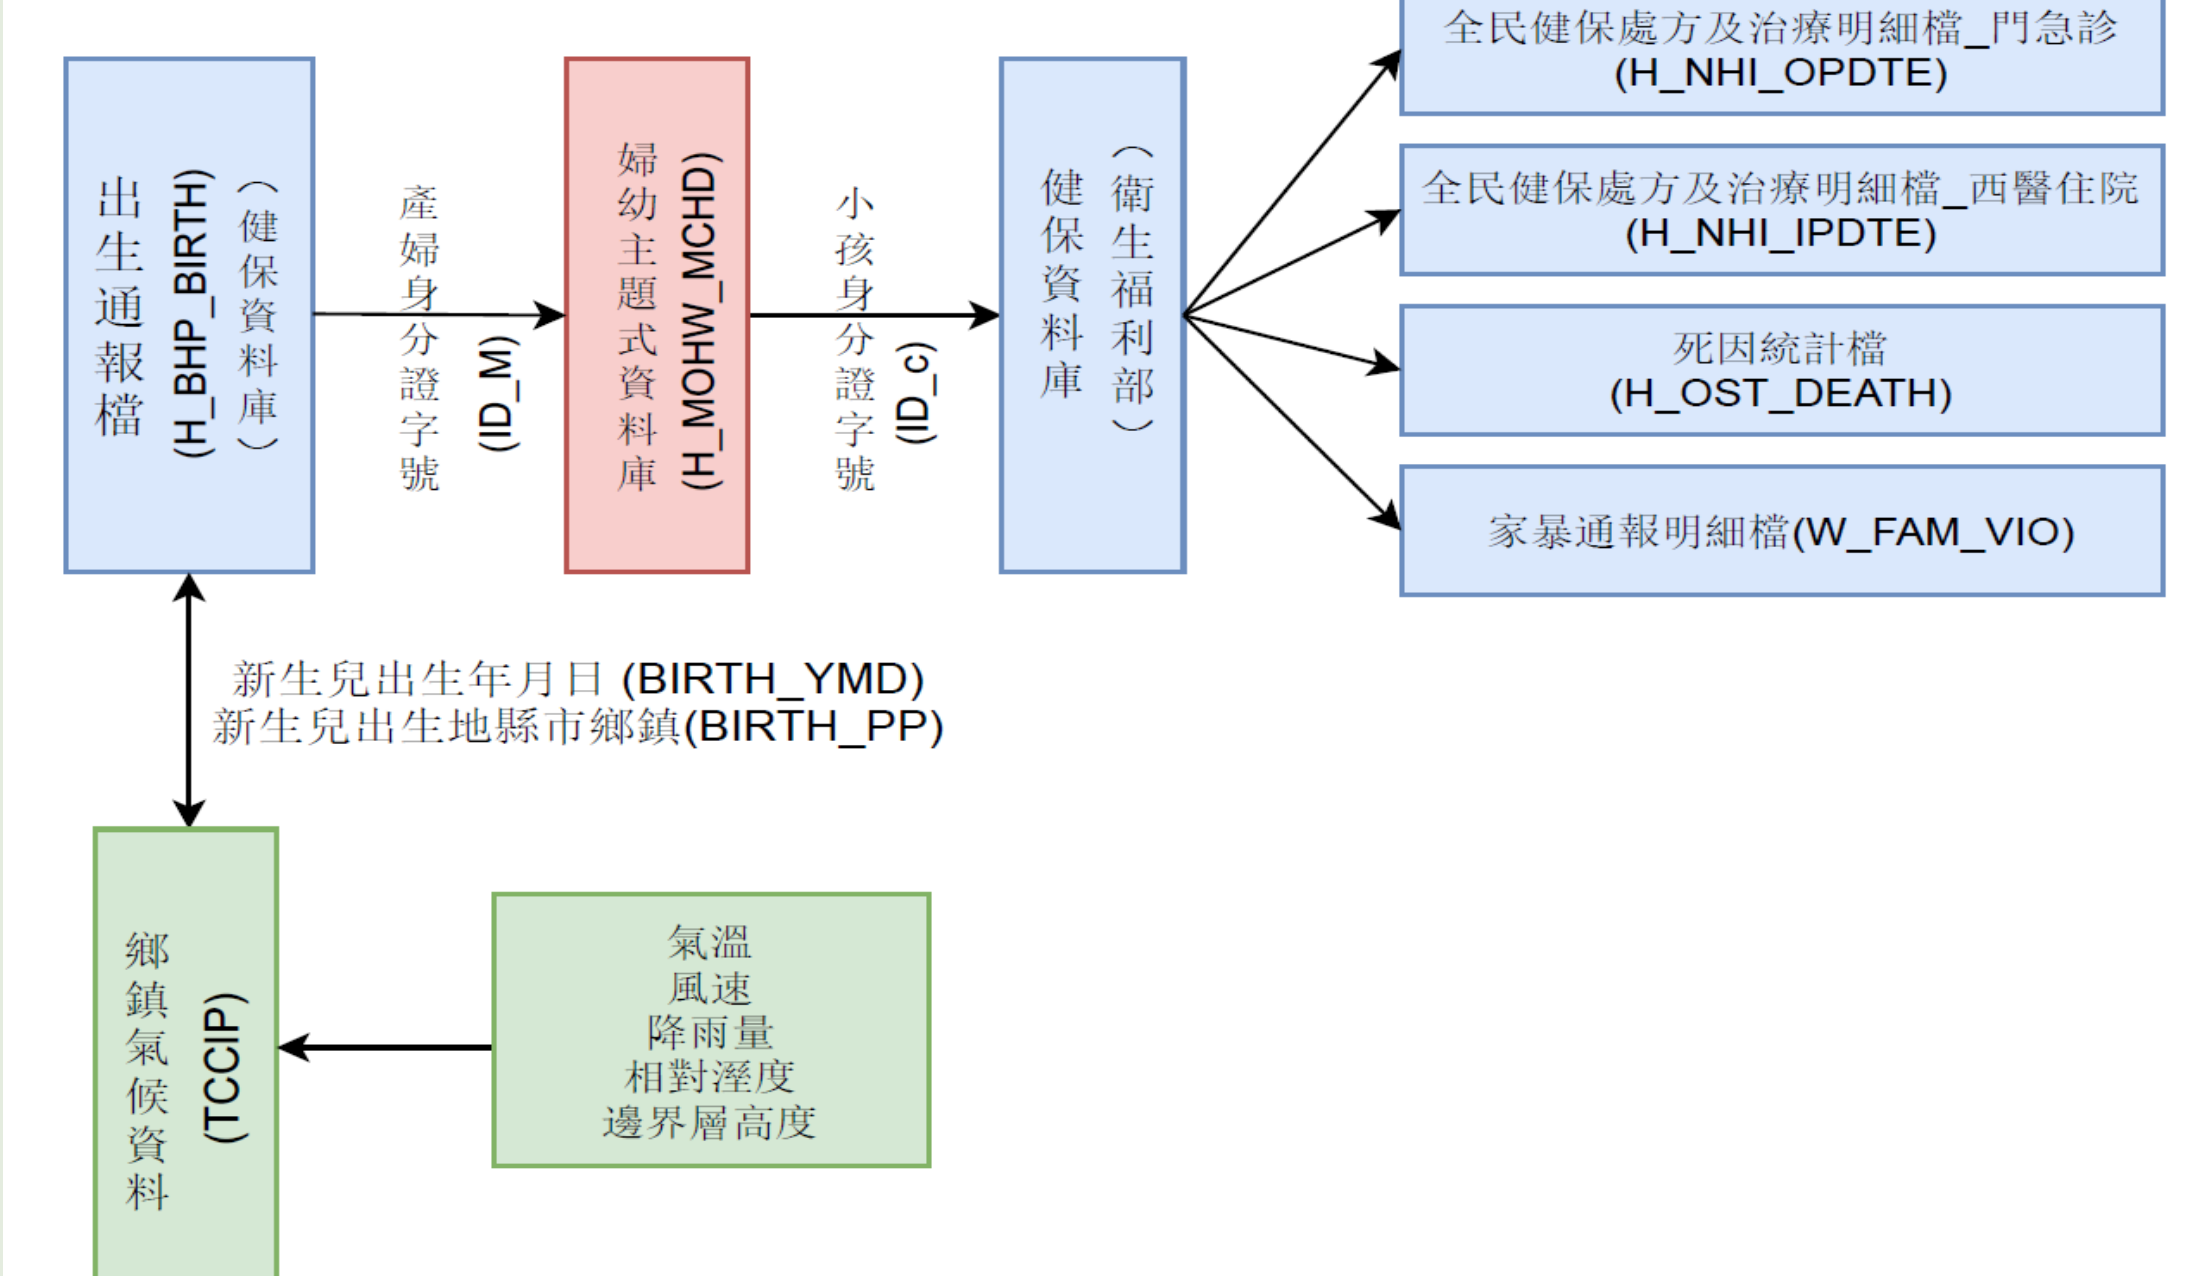 出生通報檔
(H_BHP_BIRTH)
（健保資料庫）
產婦身分證字號
(ID_M)
婦幼主題式資料庫
(H_MOHW_MCHD)
小孩身分證字號
(ID_c)
健保資料庫
（衛生福利部）
全民健保處方及治療明細檔_門急診
(H_NHI_OPDTE)
全民健保處方及治療明細檔_西醫住院
(H_NHI_IPDTE)
死因統計檔
(H_OST_DEATH)
家暴通報明細檔(W_FAM_VIO)
新生兒出生年月日 (BIRTH_YMD)
新生兒出生地縣市鄉鎮(BIRTH_PP)
鄉鎮氣候資料
(TCCIP)
氣溫
風速
降雨量
相對溼度
邊界層高度